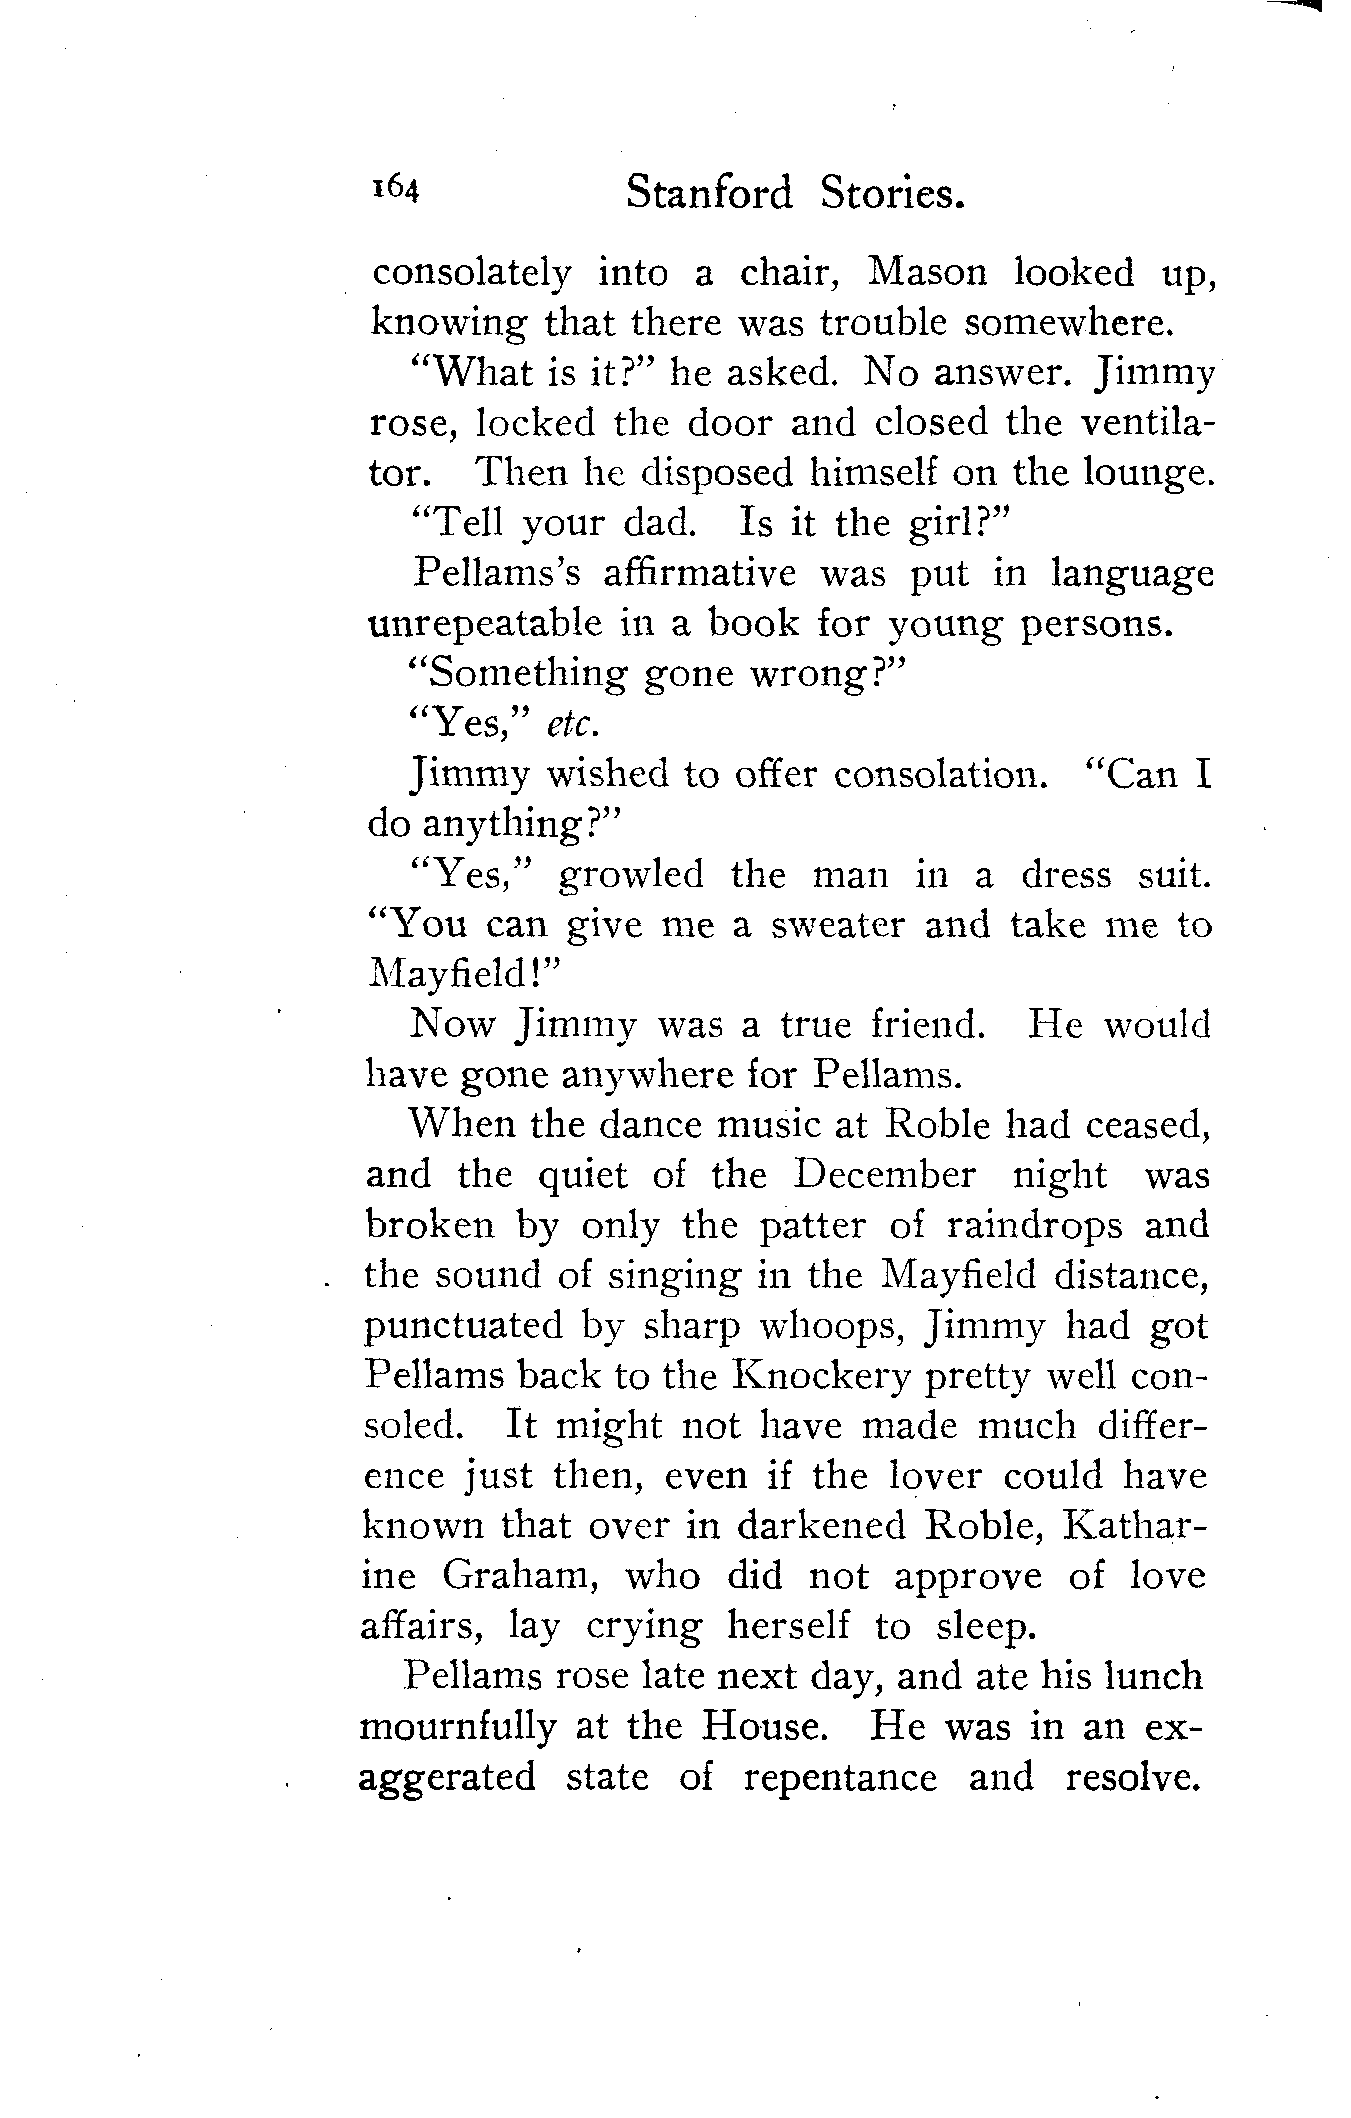 164 Stanford Stories.
consolately into a chair, Mason looked up,
knowing that there was trouble somewhere.
“What is it?” he asked. No answer. Jimmy
rose, locked the door and closed the ventila-
tor. Then he disposed himself on the lounge.
“Tell your dad. Is it the girl?”
Pellams’s affirmative was put in language
unrepeatable in a book for young persons.
“Something gone wrong?”
“Yes,” etc.
Jimmy wished to offer consolation. “Can I
do anything?”
“Yes,” growled the man in a dress suit.
“You can give me a sweater and take me to
Mayfield!”
Now Jimmy was a true friend. He would
have gone anywhere for Pellams.
When the dance music at Roble had ceased,
and the quiet of the December night was
broken by only the patter of raindrops and
the sound of singing in the Mayfield distance,
punctuated by sharp whoops, Jimmy had got
Pellams back to the Knockery pretty well con-
soled. It might not have made much differ-
ence just then, even if the lover could have
known that over in darkened Roble, Kathar-
ine Graham, who did not approve of love
affairs, lay crying herself to sleep.
Pellams rose late next day, and ate his lunch
mournfully at the House. He was in an ex-
aggerated state of repentance and resolve.